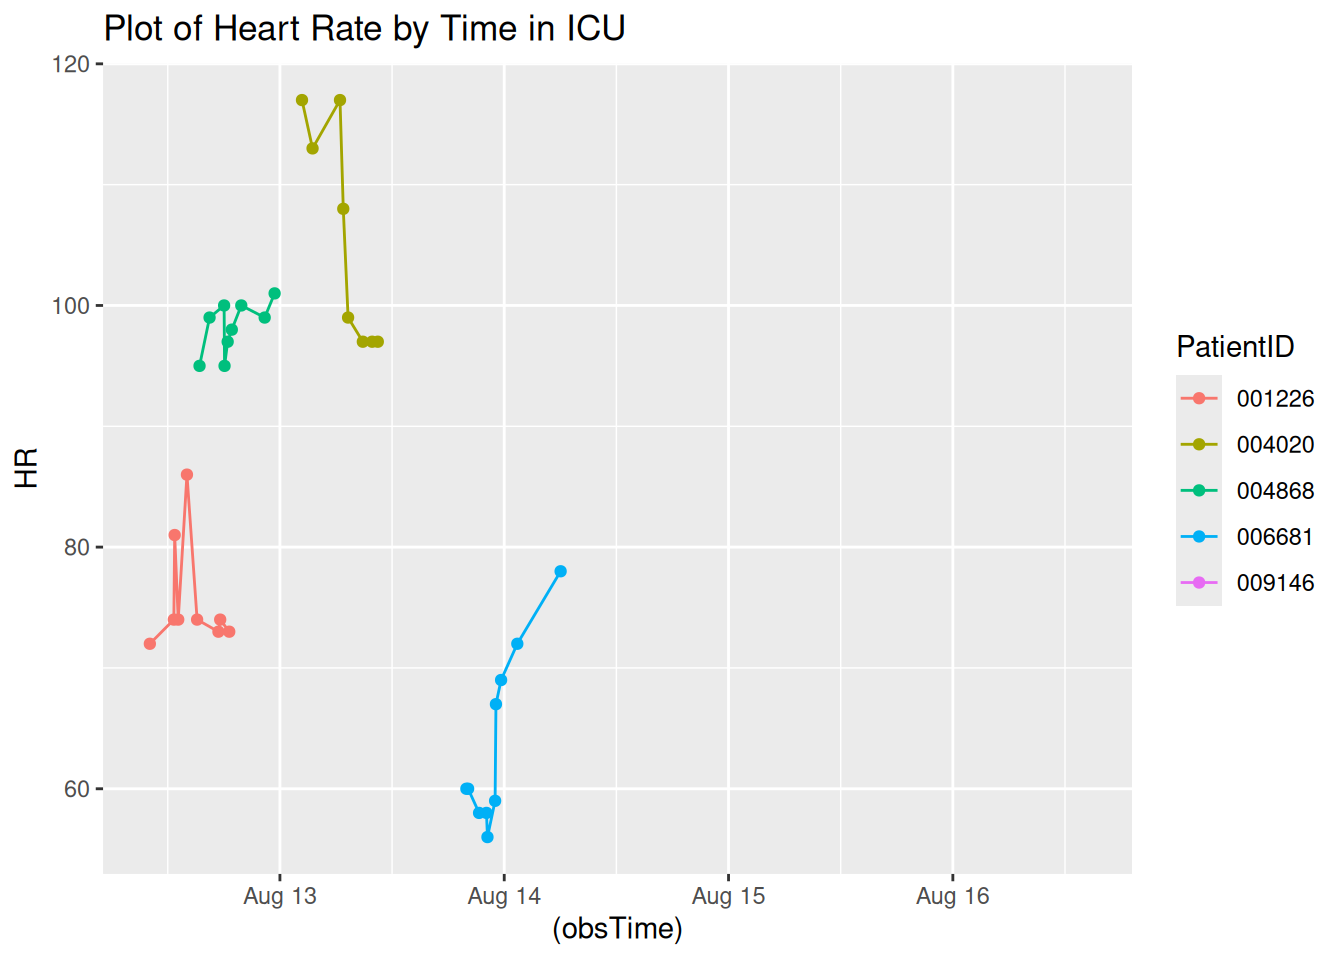 Plot of Heart Rate by Time in ICU
120
100
80
60
HR
Aug 13
Aug 14
Aug 15
Aug 16
(obsTime)
PatientID
001226
004020
004868
006681
009146